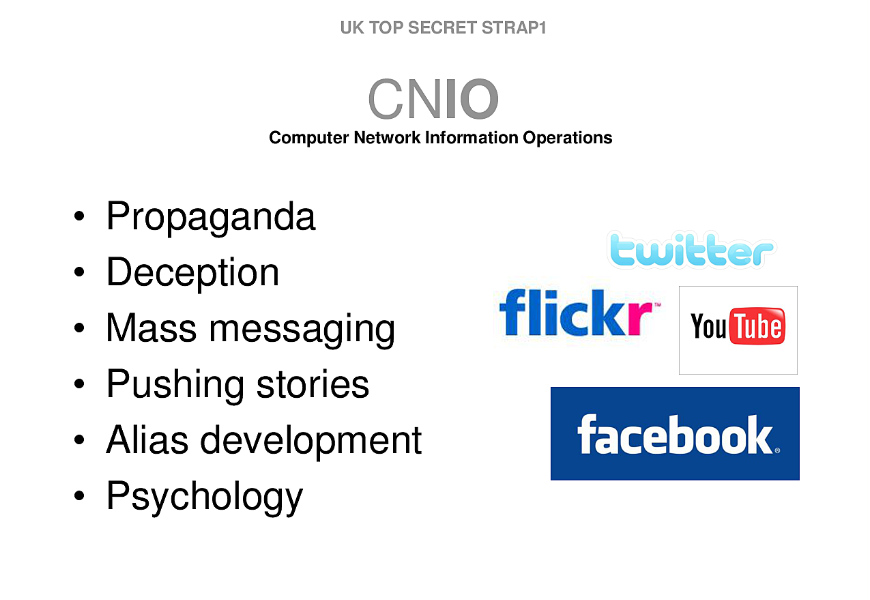 UK TOP SECRET STRAP1
CNIO
Computer Network Information Operations
• Propaganda
• Deception
• Mass messaging
• Pushing stories
• Alias development
• Psychology
twitter
flickr™
YouTube
facebook®